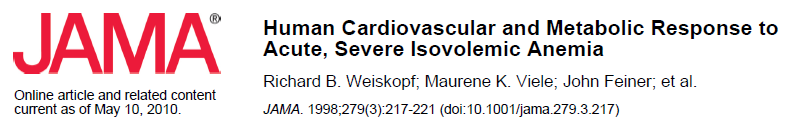 JAMA®
Online article and related content
current as of May 10, 2010.
Human Cardiovascular and Metabolic Response to
Acute, Severe Isovolemic Anemia
Richard B. Weiskopf; Maurene K. Viele; John Feiner; et al.
JAMA. 1998;279(3):217-221 (doi:10.1001/jama.279.3.217)